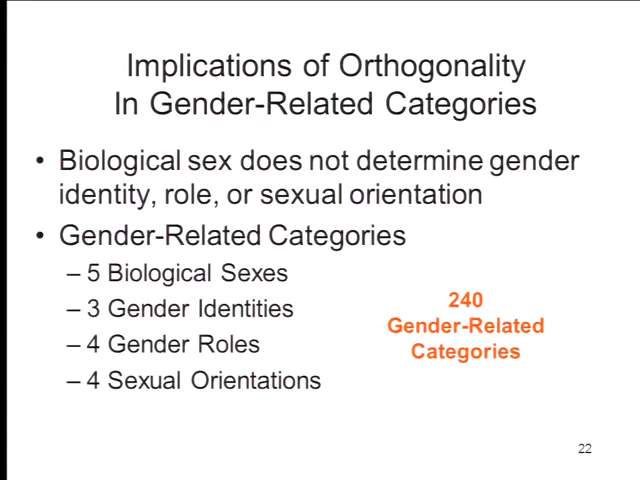 Implications of Orthogonality
In Gender-Related Categories
• Biological sex does not determine gender
identity, role, or sexual orientation
• Gender-Related Categories
– 5 Biological Sexes
– 3 Gender Identities
– 4 Gender Roles
– 4 Sexual Orientations
240
Gender-Related
Categories
22